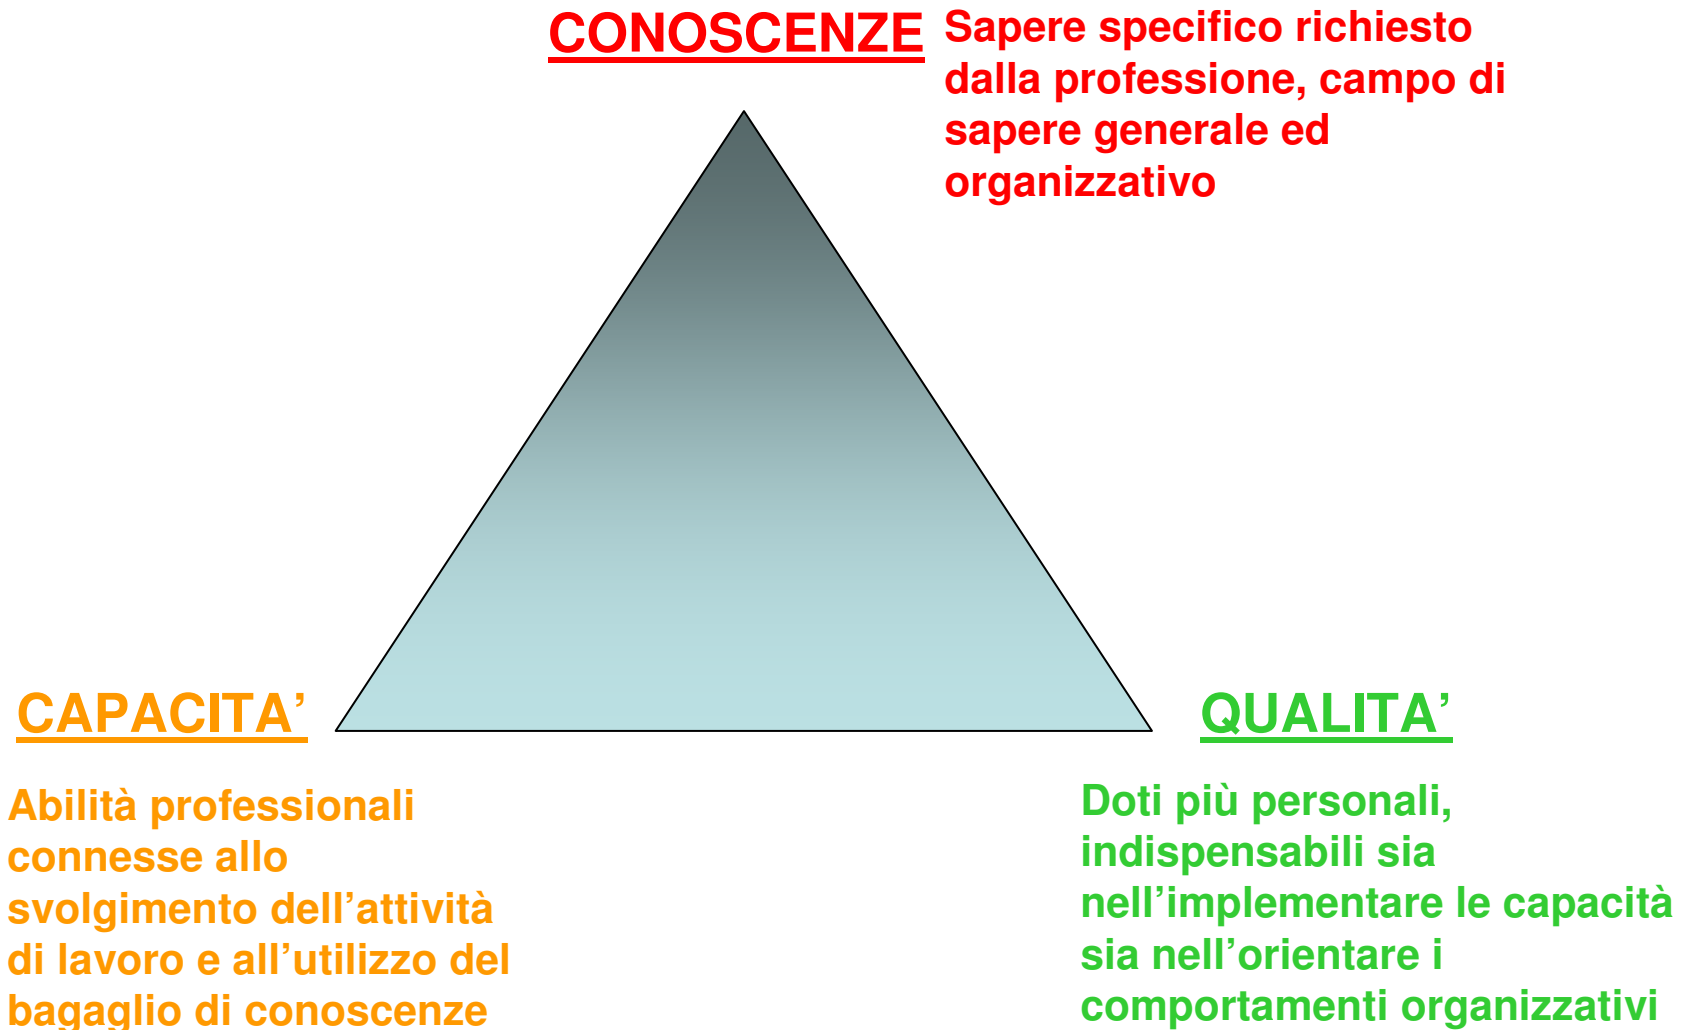 CONOSCENZE
Sapere specifico richiesto
dalla professione, campo di
sapere generale ed
organizzativo
CAPACITA’
Abilità professionali
connesse allo
svolgimento dell’attività
di lavoro e all’utilizzo del
bagaglio di conoscenze
QUALITA’
Doti più personali,
indispensabili sia
nell’implementare le capacità
sia nell’orientare i
comportamenti organizzativi